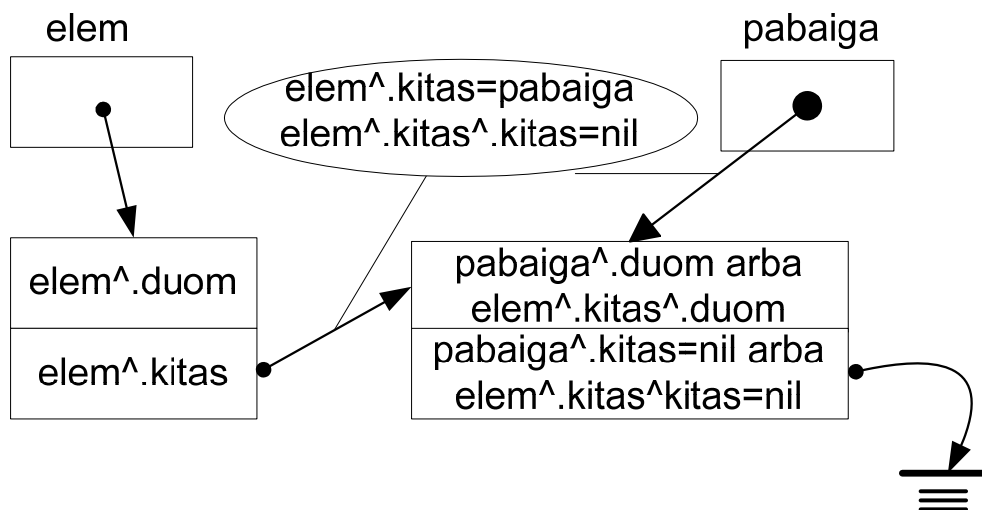 elem
pabaiga
elem^.kitas=pabaiga
elem^.kitas^.kitas=nil
elem^.duom
elem^.kitas
pabaiga^.duom arba
elem^.kitas^.duom
pabaiga^.kitas=nil arba
elem^.kitas^kitas=nil